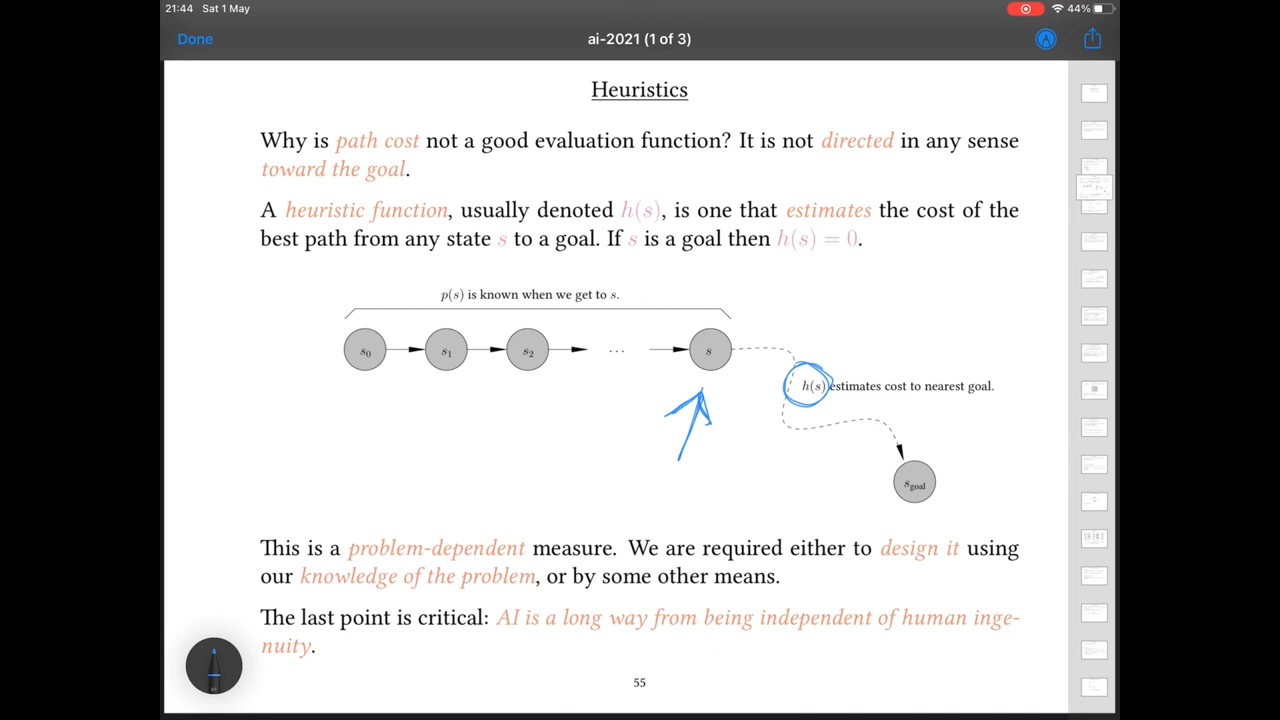 21:44 Sat 1 May
44%
Done
ai-2021 (1 of 3)
Heuristics
Why is path cost not a good evaluation function? It is not directed in any sense
toward the goal.
A heuristic function, usually denoted h(s), is one that estimates the cost of the
best path from any state s to a goal. If s is a goal then h(s) = 0.
p(s) is known when we get to s.
s0 s1 s2 ... s
h(s) estimates cost to nearest goal.
sgoal
This is a problem-dependent measure. We are required either to design it using
our knowledge of the problem, or by some other means.
The last point is critical: AI is a long way from being independent of human inge-
nuity.
55